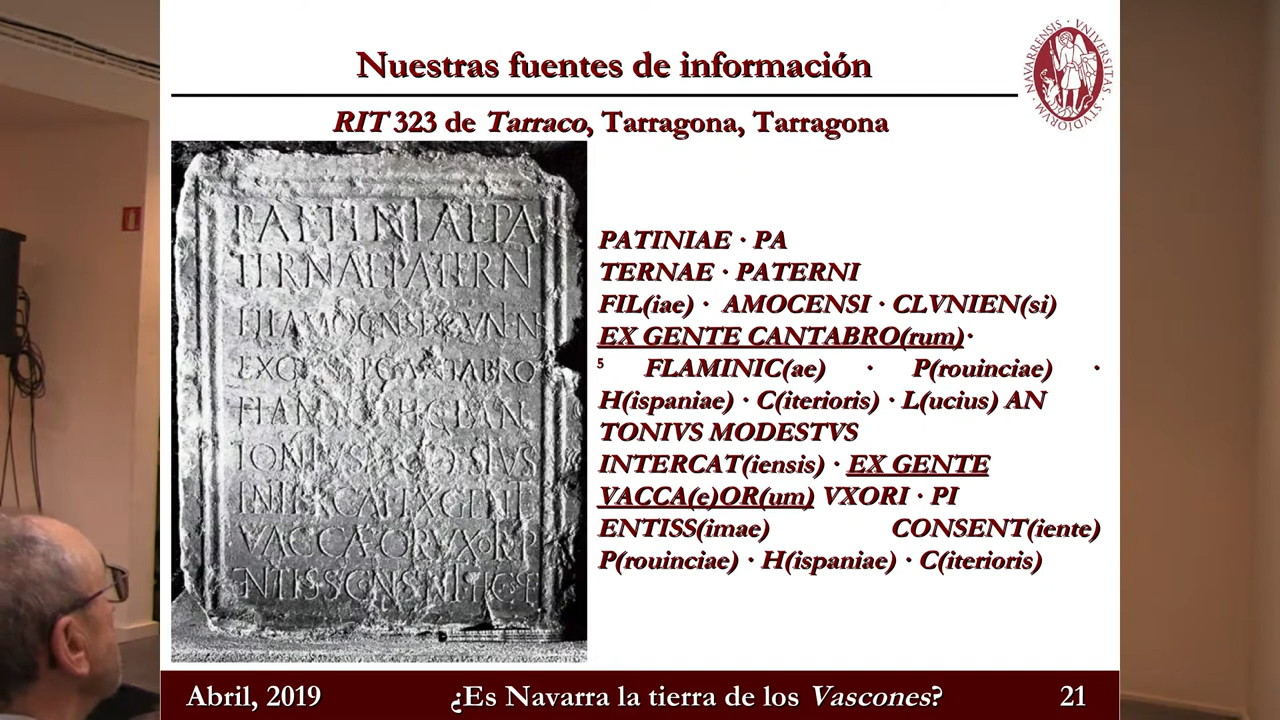 Nuestras fuentes de información
NAVARRENSIS · VNIVERSITAS · STVDIORVM
RIT 323 de Tarraco, Tarragona, Tarragona
PATINIAE · PA
TERNAE · PATERNI
FIL(iae) · AMOCENSI · CLVNIEN(si)
EX GENTE CANTABRO(rum)·
5 FLAMINIC(ae) · P(rouinciae) ·
H(ispaniae) · C(iterioris) · L(ucius) AN
TONIVS MODESTVS
INTERCAT(iensis) · EX GENTE
VACCA(e)OR(um) VXORI · PI
ENTISS(imae) CONSENT(iente)
P(rouinciae) · H(ispaniae) · C(iterioris)
Abril, 2019
¿Es Navarra la tierra de los Vascones?
21